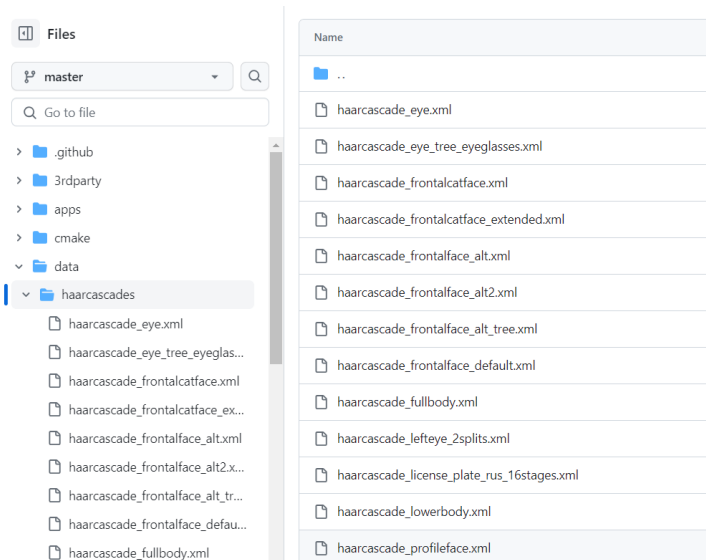 Files
master
Go to file
.github
3rdparty
apps
cmake
data
haarcascades
haarcascade_eye.xml
haarcascade_eye_tree_eyeglas...
haarcascade_frontalcatface.xml
haarcascade_frontalcatface_ex...
haarcascade_frontalface_alt.xml
haarcascade_frontalface_alt2.x...
haarcascade_frontalface_alt_tr...
haarcascade_frontalface_defau...
haarcascade_fullbody.xml
Name
..
haarcascade_eye.xml
haarcascade_eye_tree_eyeglasses.xml
haarcascade_frontalcatface.xml
haarcascade_frontalcatface_extended.xml
haarcascade_frontalface_alt.xml
haarcascade_frontalface_alt2.xml
haarcascade_frontalface_alt_tree.xml
haarcascade_frontalface_default.xml
haarcascade_fullbody.xml
haarcascade_lefteye_2splits.xml
haarcascade_license_plate_rus_16stages.xml
haarcascade_lowerbody.xml
haarcascade_profileface.xml